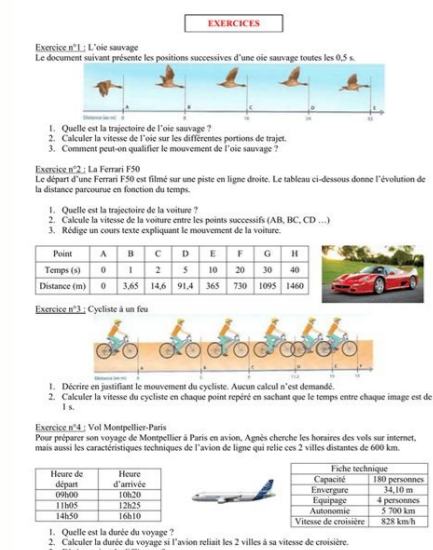 EXERCICES
Exercice n°1 : L'oie sauvage
Le document suivant présente les positions successives d'une oie sauvage toutes les 0,5 s.
A B C D E
0 8 16 24 32
1. Quelle est la trajectoire de l'oie sauvage ?
2. Calculer la vitesse de l'oie sur les différentes portions de trajet.
3. Comment peut-on qualifier le mouvement de l'oie sauvage ?
Exercice n°2 : La Ferrari F50
Le départ d'une Ferrari F50 est filmé sur une piste en ligne droite. Le tableau ci-dessous donne l'évolution de
la distance parcourue en fonction du temps.
1. Quelle est la trajectoire de la voiture ?
2. Calcule la vitesse de la voiture entre les points successifs (AB, BC, CD …)
3. Rédige un cours texte expliquant le mouvement de la voiture.
Point A B C D E F G H
Temps (s) 0 1 2 5 10 20 30 40
Distance (m) 0 3,65 14,6 91,4 365 730 1095 1460
Exercice n°3 : Cycliste à un feu
1. Décrire en justifiant le mouvement du cycliste. Aucun calcul n'est demandé.
2. Calculer la vitesse du cycliste en chaque point repéré en sachant que le temps entre chaque image est de
1 s.
Exercice n°4 : Vol Montpellier-Paris
Pour préparer son voyage de Montpellier à Paris en avion, Agnès cherche les horaires des vols sur internet,
mais aussi les caractéristiques techniques de l'avion de ligne qui relie ces 2 villes distantes de 600 km.
Heure de départ Heure d'arrivée
09h00 10h20
11h05 12h25
14h50 16h10
Fiche technique
Capacité 180 personnes
Envergure 34,10 m
Equipage 4 personnes
Autonomie 5 700 km
Vitesse de croisière 828 km/h
1. Quelle est la durée du voyage ?
2. Calculer la durée du voyage si l'avion reliait les 2 villes à sa vitesse de croisière.